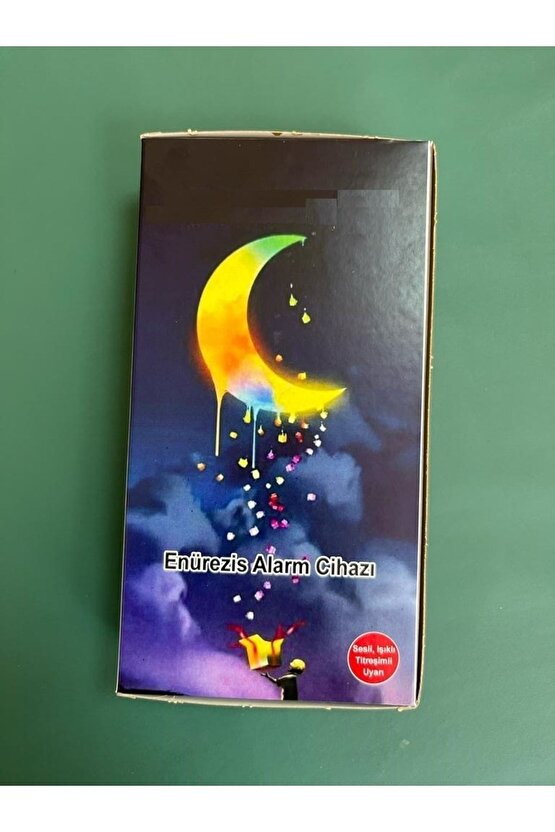 Enürezis Alarm Cihazı
Sesli, Işıklı
Titreşimli
Uyarı